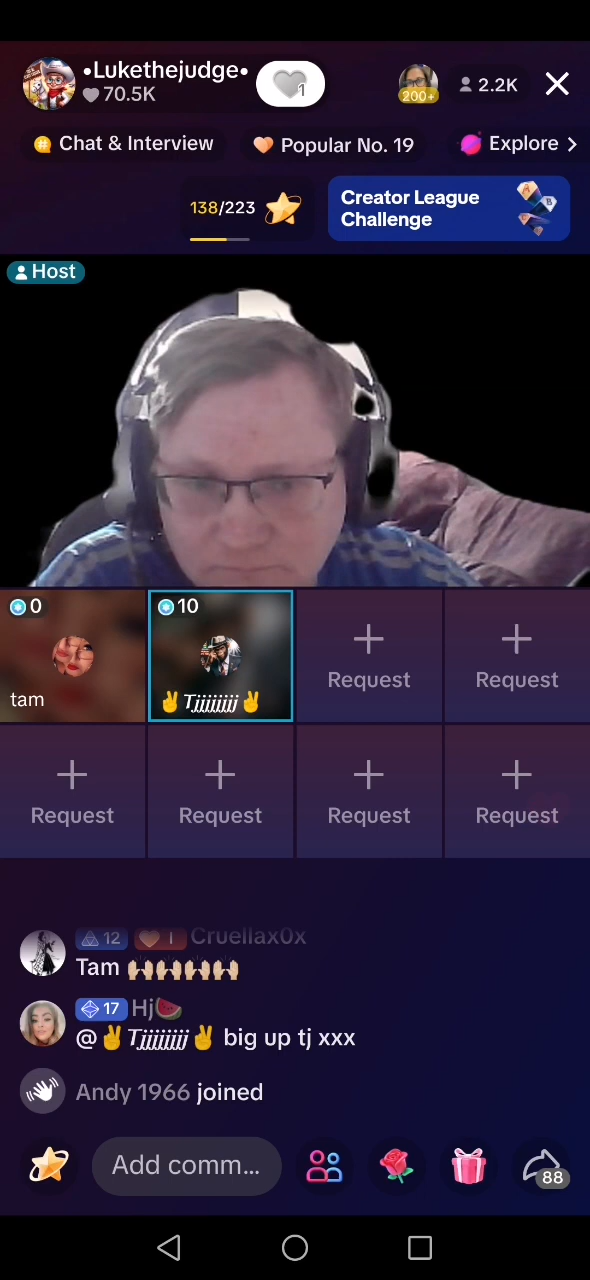 •Lukethejudge•
70.5K
1
200+
2.2K
Chat & Interview
Popular No. 19
Explore
138/223
Creator League
Challenge
Host
0
10
Request
Request
tam
✌️Tjjjjjjjj✌️
Request
Request
Request
Request
12
I
Cruellax0x
Tam 🙌🏼🙌🏼🙌🏼🙌🏼
17
Hj🍉
@✌️Tjjjjjjjj✌️ big up tj xxx
Andy 1966 joined
Add comm...
88